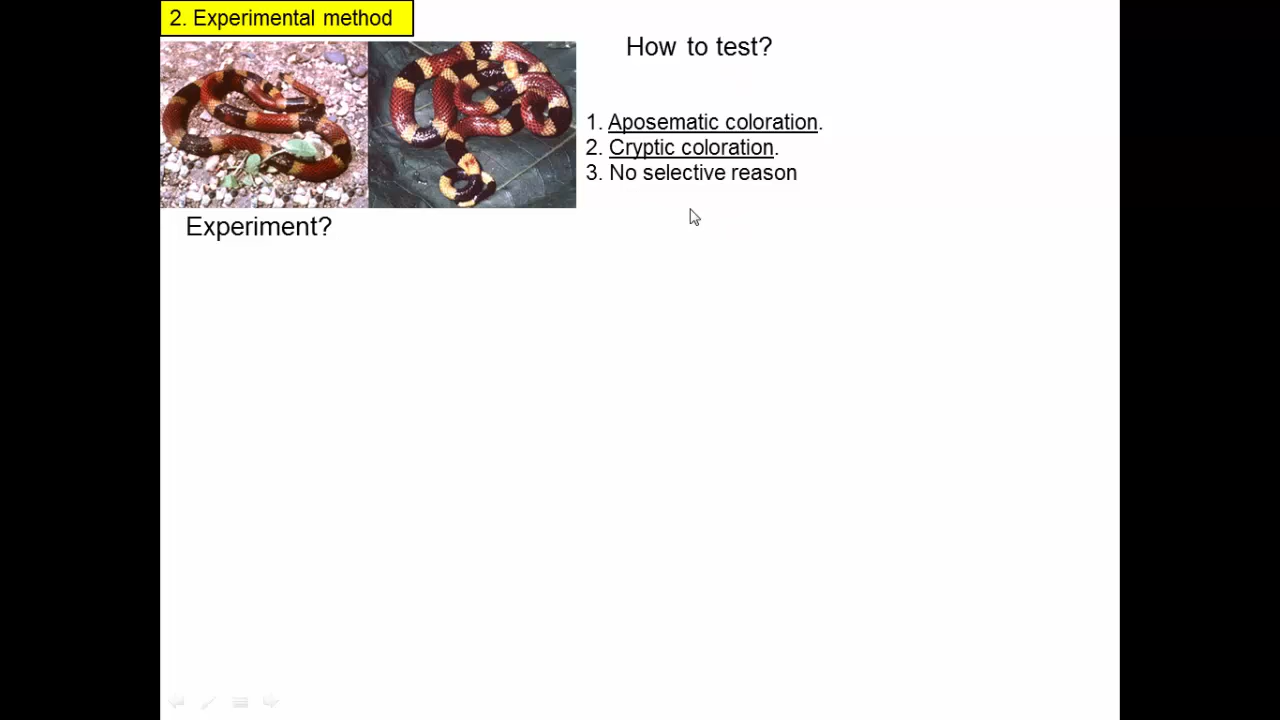 2. Experimental method
How to test?
1. Aposematic coloration.
2. Cryptic coloration.
3. No selective reason
Experiment?